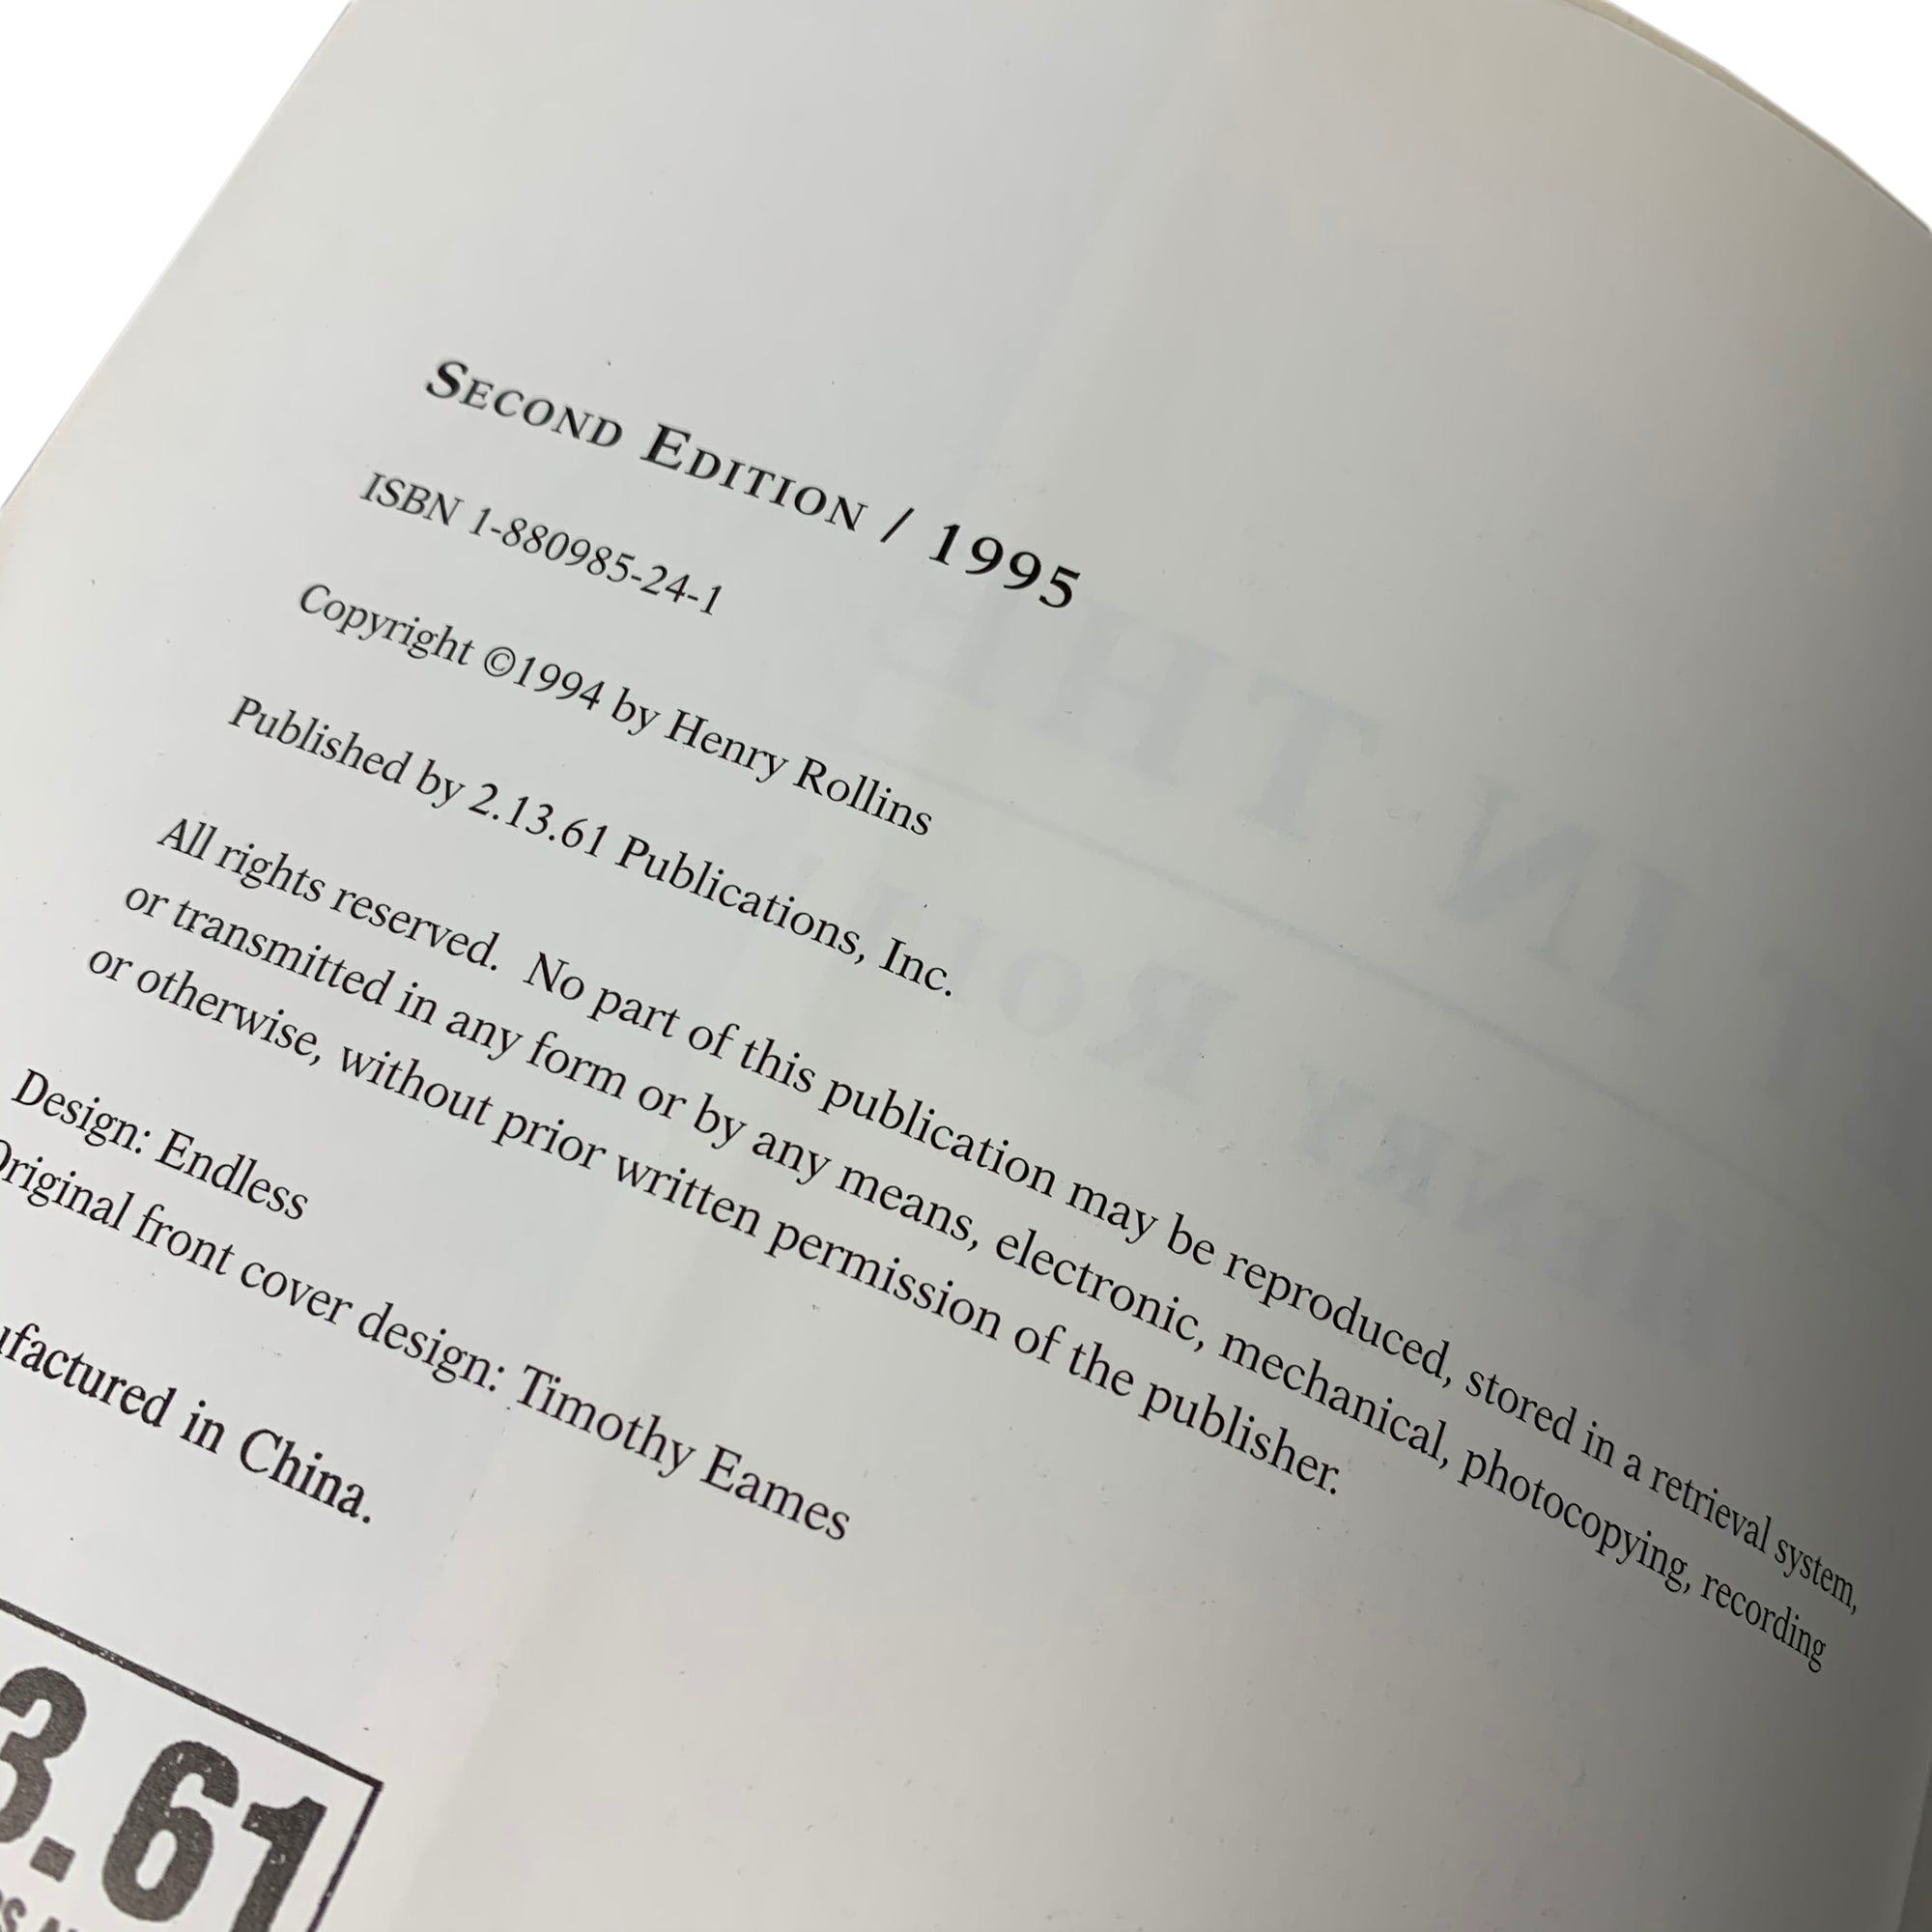 SECOND EDITION / 1995
ISBN 1-880985-24-1
Copyright ©1994 by Henry Rollins
Published by 2.13.61 Publications, Inc.
All rights reserved. No part of this publication may be reproduced, stored in a retrieval system,
or transmitted in any form or by any means, electronic, mechanical, photocopying, recording
or otherwise, without prior written permission of the publisher.
Design: Endless
Original front cover design: Timothy Eames
ufactured in China.
3.61